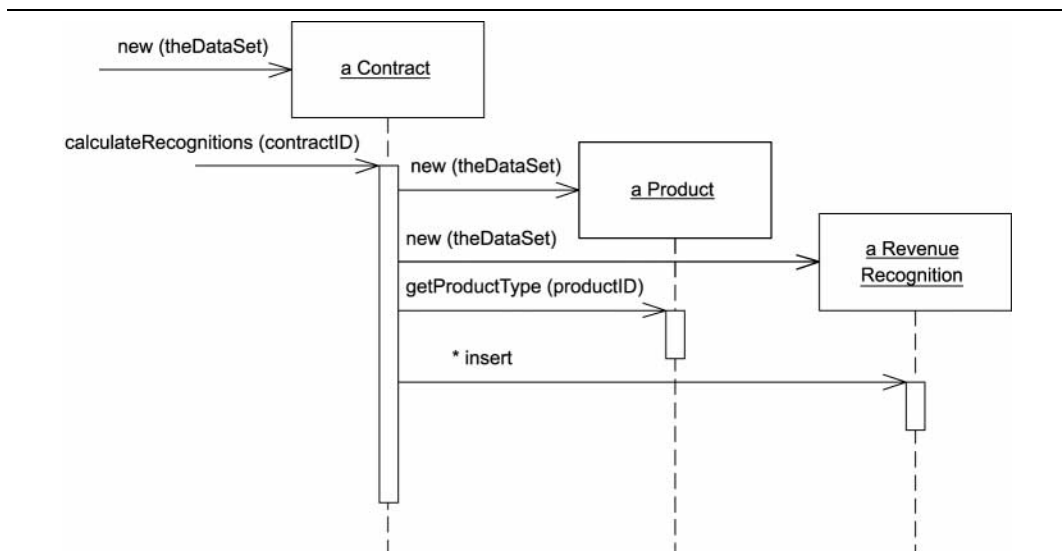 new (theDataSet)
a Contract
calculateRecognitions (contractID)
new (theDataSet)
a Product
new (theDataSet)
a Revenue
Recognition
getProductType (productID)
* insert